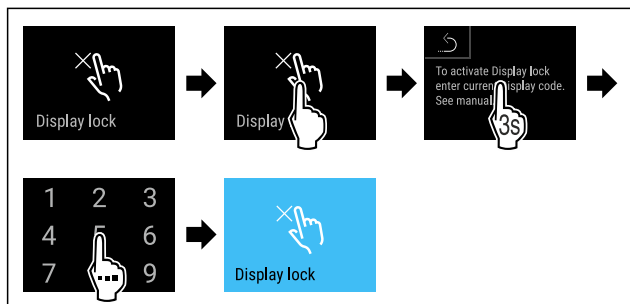 Display lock
Display
To activate Display lock
enter current display code.
See manual
3s
1 2 3
4 5 6
7 9
Display lock